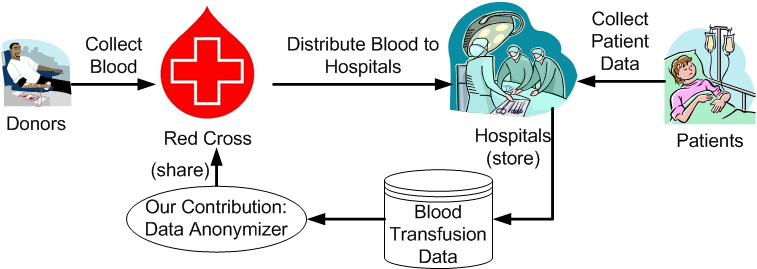 Collect
Blood
Distribute Blood to
Hospitals
Collect
Patient
Data
Donors
Red Cross
Hospitals
(store)
Patients
(share)
Our Contribution:
Data Anonymizer
Blood
Transfusion
Data